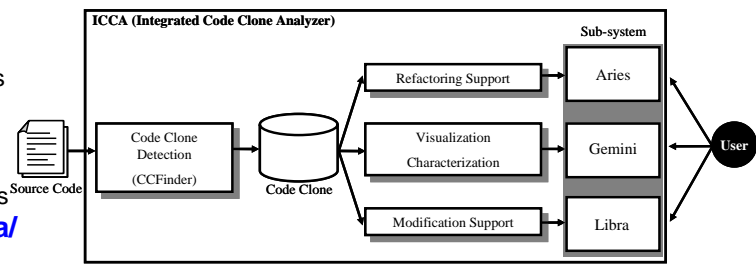 ICCA (Integrated Code Clone Analyzer)
Sub-system
s
Source Code
s
a/
Code Clone
Detection
(CCFinder)
Code Clone
Refactoring Support
Visualization
Characterization
Modification Support
Aries
Gemini
Libra
User